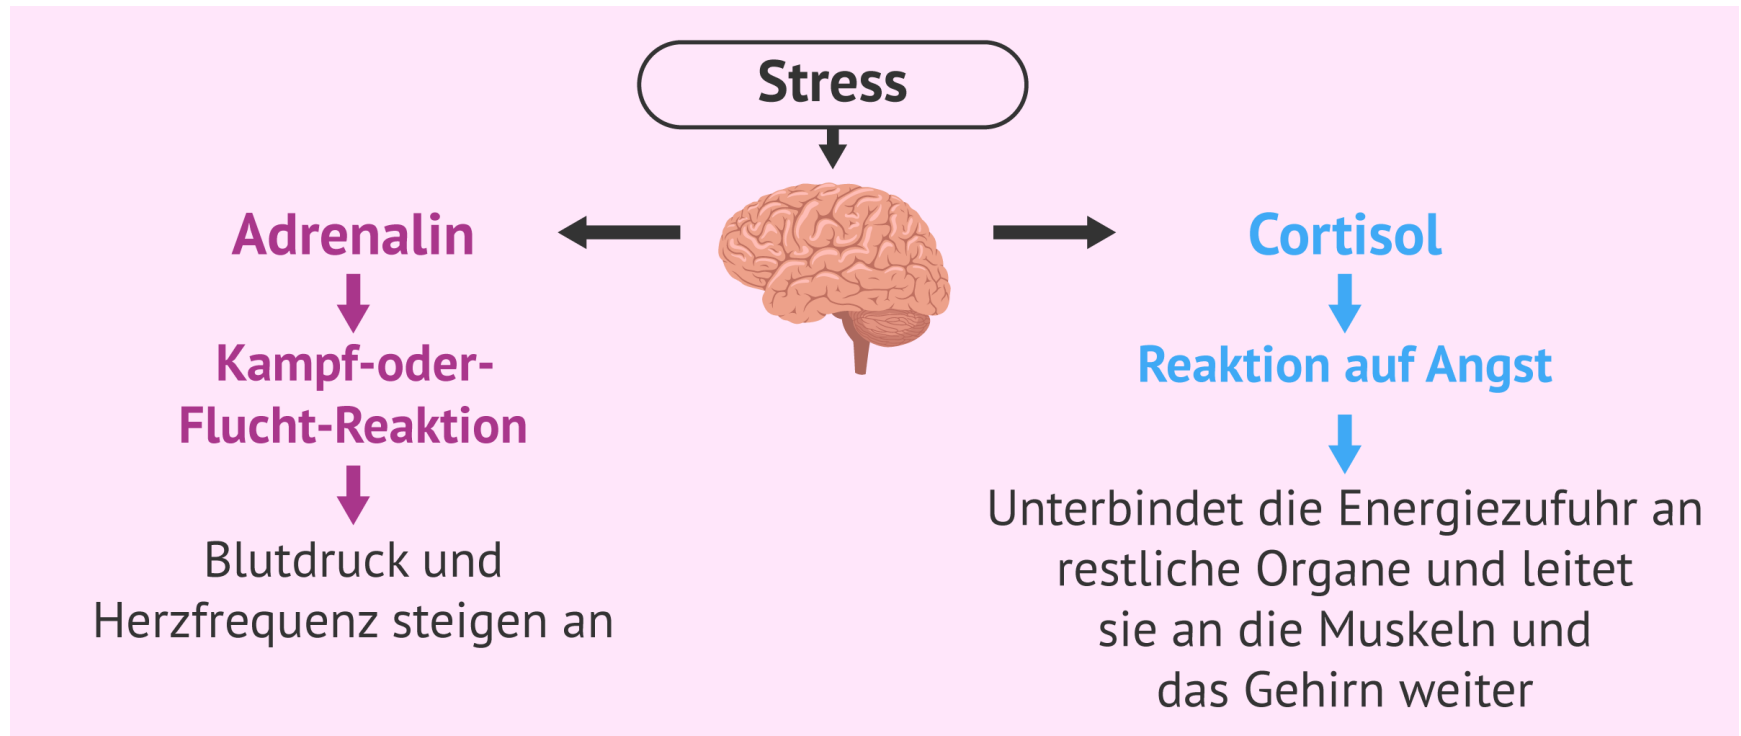 Stress
Adrenalin
Kampf-oder-
Flucht-Reaktion
Blutdruck und
Herzfrequenz steigen an
Cortisol
Reaktion auf Angst
Unterbindet die Energiezufuhr an
restliche Organe und leitet
sie an die Muskeln und
das Gehirn weiter